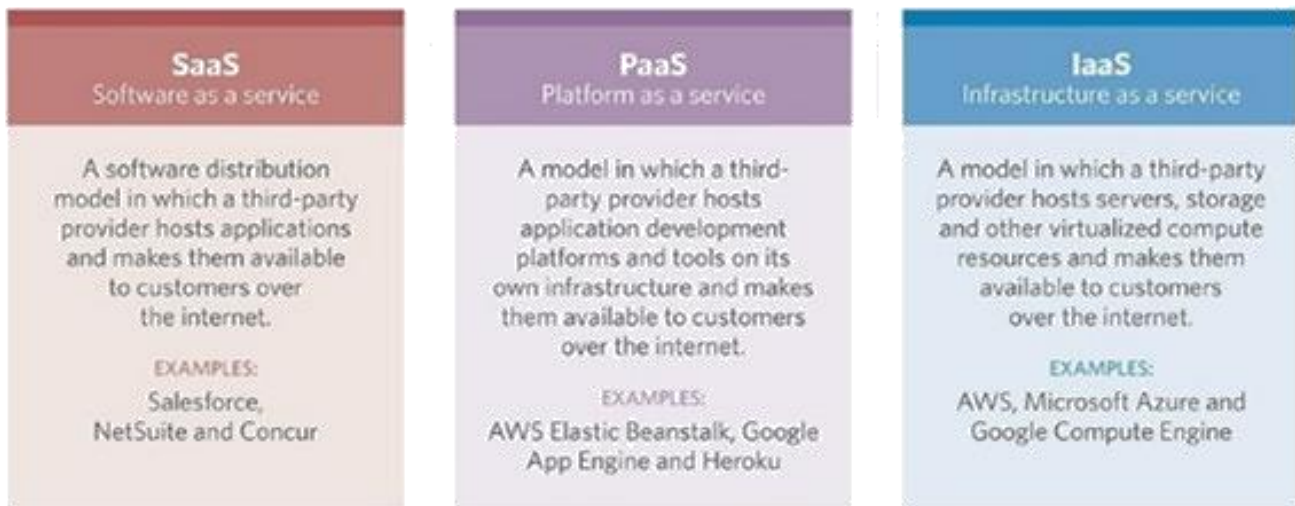 SaaS
Software as a service
A software distribution
model in which a third-party
provider hosts applications
and makes them available
to customers over
the internet.
EXAMPLES:
Salesforce,
NetSuite and Concur
PaaS
Platform as a service
A model in which a third-
party provider hosts
application development
platforms and tools on its
own infrastructure and makes
them available to customers
over the internet.
EXAMPLES:
AWS Elastic Beanstalk, Google
App Engine and Heroku
IaaS
Infrastructure as a service
A model in which a third-party
provider hosts servers, storage
and other virtualized compute
resources and makes them
available to customers
over the internet.
EXAMPLES:
AWS, Microsoft Azure and
Google Compute Engine